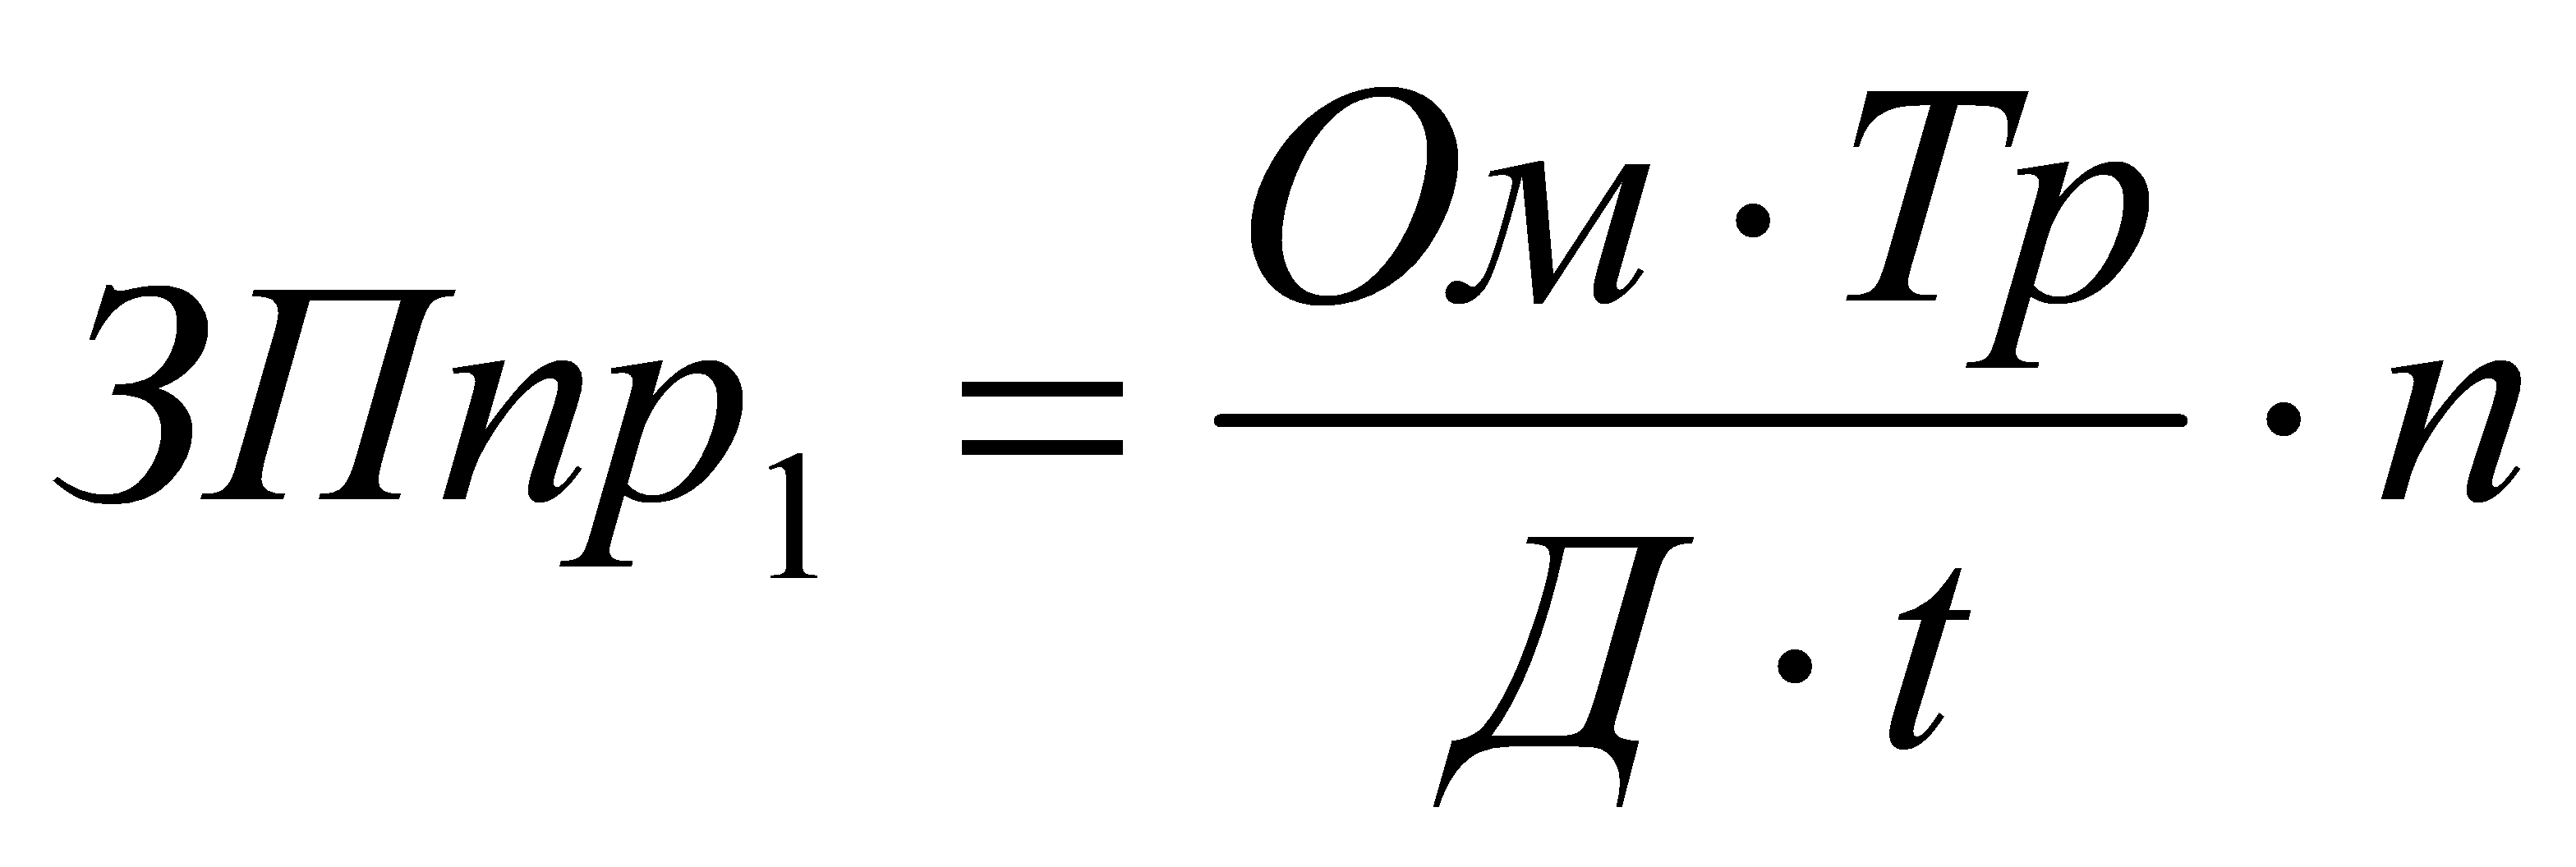 ЗПпр₁ = (Ом · Тр) / (Д · t) · n